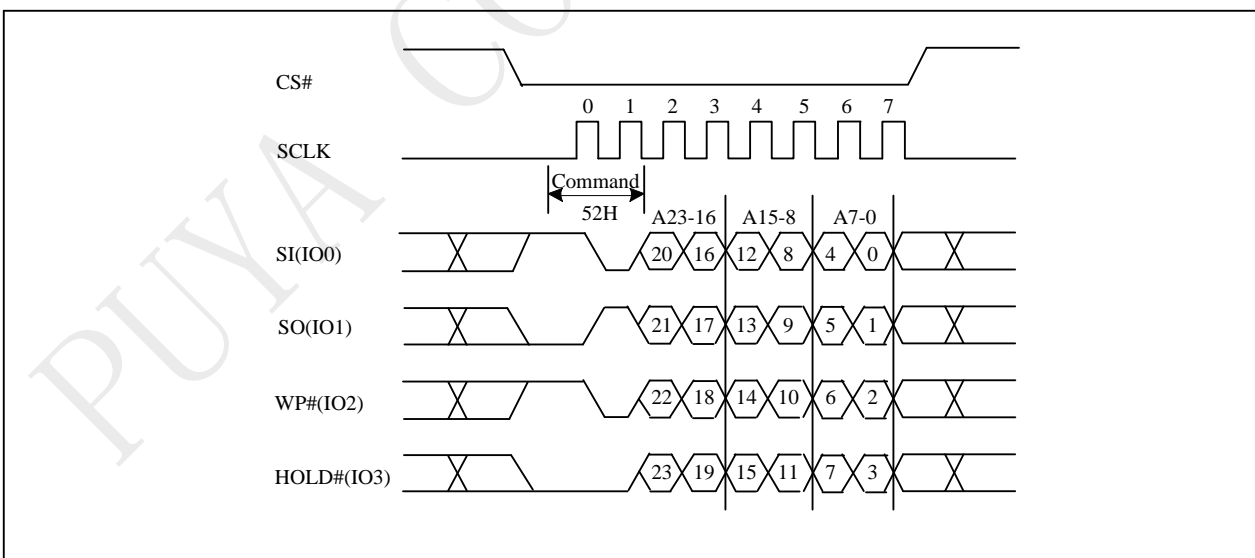 PUYA CO
CS#
0 1 2 3 4 5 6 7
SCLK
Command
52H
A23-16 A15-8 A7-0
SI(IO0) 20 16 12 8 4 0
SO(IO1) 21 17 13 9 5 1
WP#(IO2) 22 18 14 10 6 2
HOLD#(IO3) 23 19 15 11 7 3